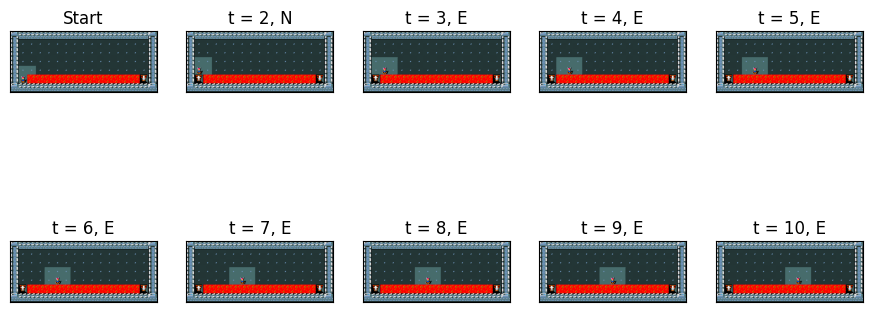 Start
t = 2, N
t = 3, E
t = 4, E
t = 5, E
t = 6, E
t = 7, E
t = 8, E
t = 9, E
t = 10, E